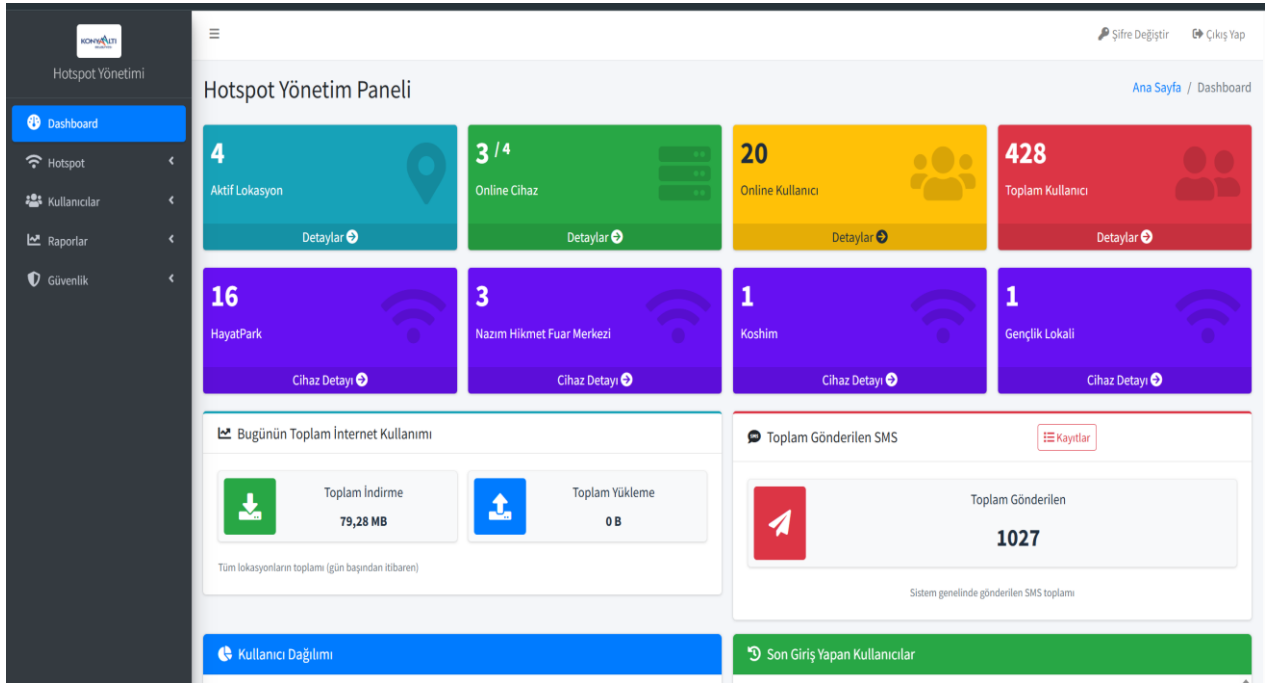 KONYAALTI
Hotspot Yönetimi
Dashboard
Hotspot
Kullanıcılar
Raporlar
Güvenlik
Şifre Değiştir
Çıkış Yap
Hotspot Yönetim Paneli
Ana Sayfa / Dashboard
4
Aktif Lokasyon
Detaylar
3 / 4
Online Cihaz
Detaylar
20
Online Kullanıcı
Detaylar
428
Toplam Kullanıcı
Detaylar
16
HayatPark
Cihaz Detayı
3
Nazım Hikmet Fuar Merkezi
Cihaz Detayı
1
Koshim
Cihaz Detayı
1
Gençlik Lokali
Cihaz Detayı
Bugünün Toplam İnternet Kullanımı
Toplam İndirme
79,28 MB
Toplam Yükleme
0 B
Tüm lokasyonların toplamı (gün başından itibaren)
SMS
Toplam Gönderilen SMS
Kayıtlar
Toplam Gönderilen
1027
Sistem genelinde gönderilen SMS toplamı
Kullanıcı Dağılımı
Son Giriş Yapan Kullanıcılar